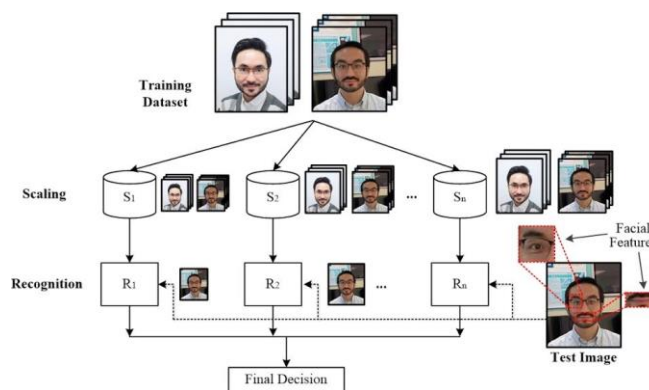 Training
Dataset
Scaling
S1
S2
...
Sn
Facial
Feature
Recognition
R1
R2
...
Rn
Test Image
Final Decision